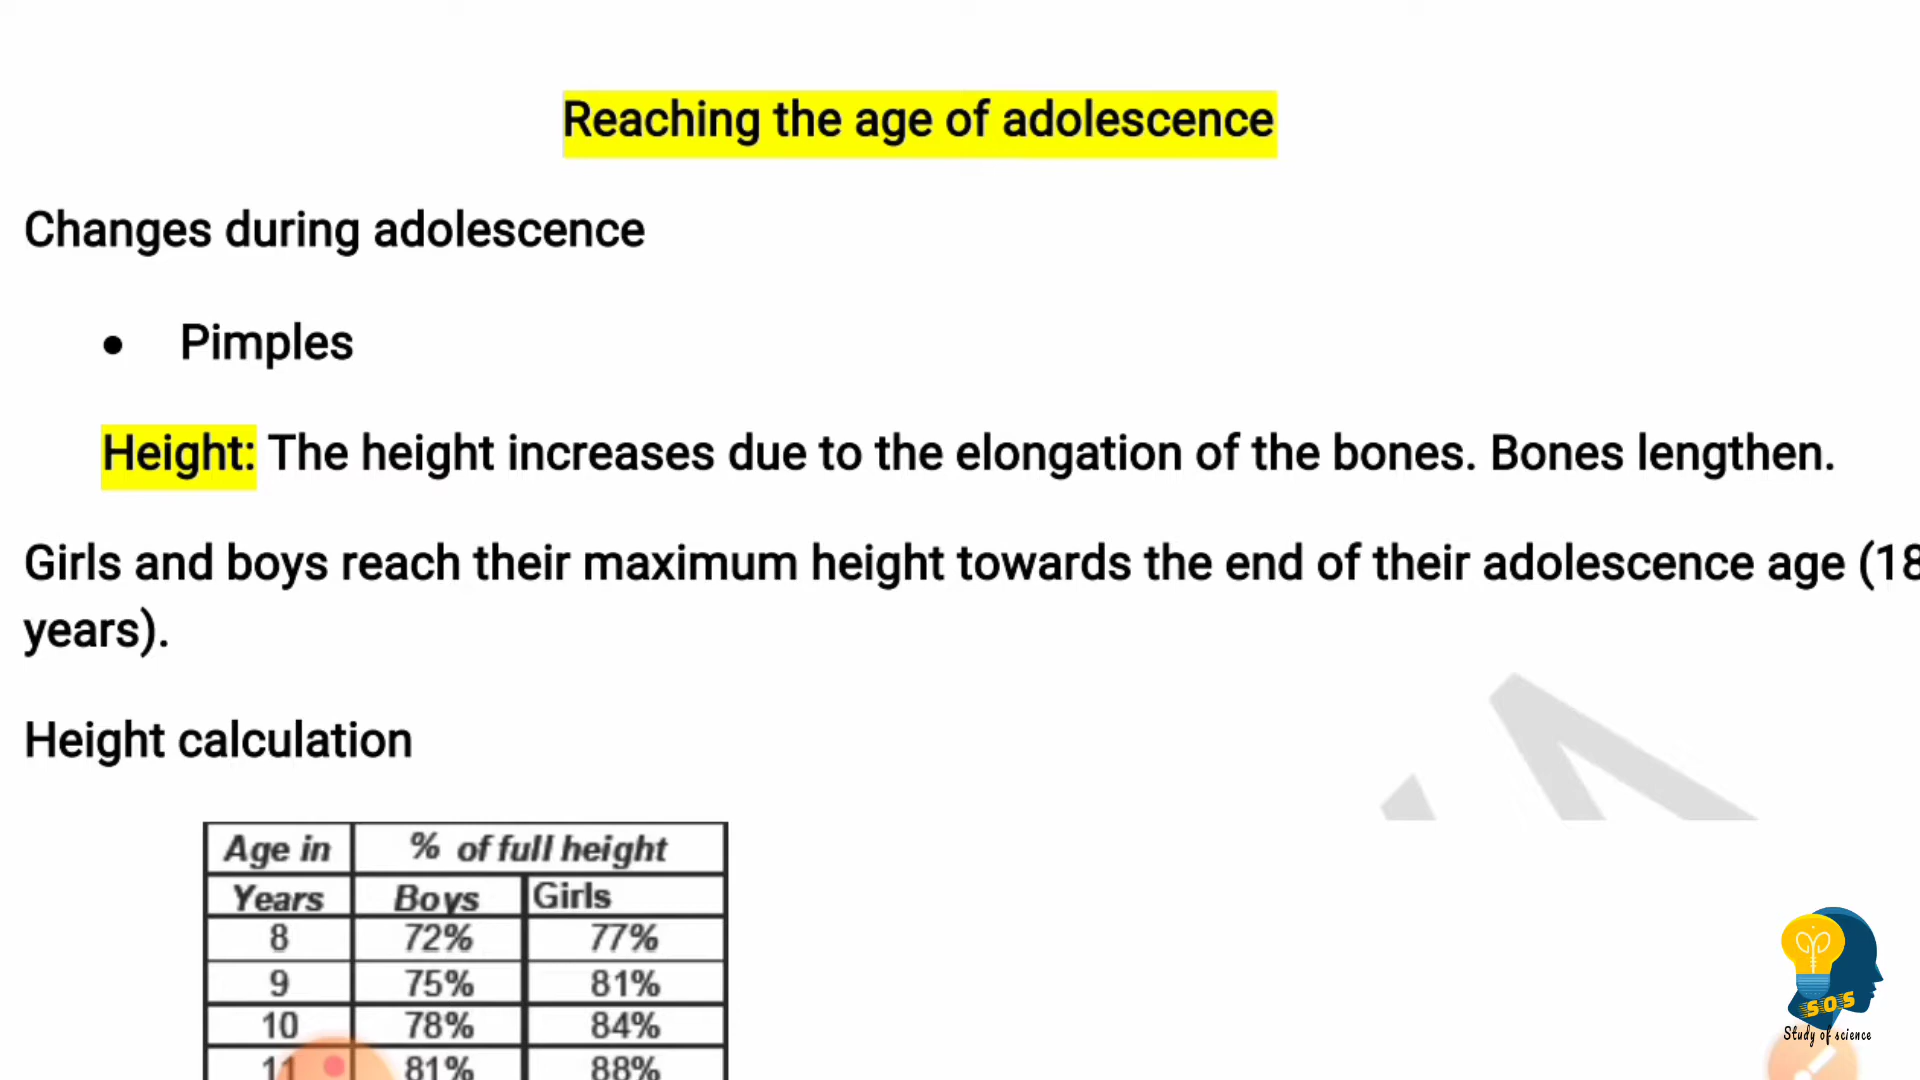 Reaching the age of adolescence
Changes during adolescence
• Pimples
Height: The height increases due to the elongation of the bones. Bones lengthen.
Girls and boys reach their maximum height towards the end of their adolescence age (18
years).
Height calculation
Age in % of full height
Years Boys Girls
8 72% 77%
9 75% 81%
10 78% 84%
11 81% 88%
SOS
Study of science